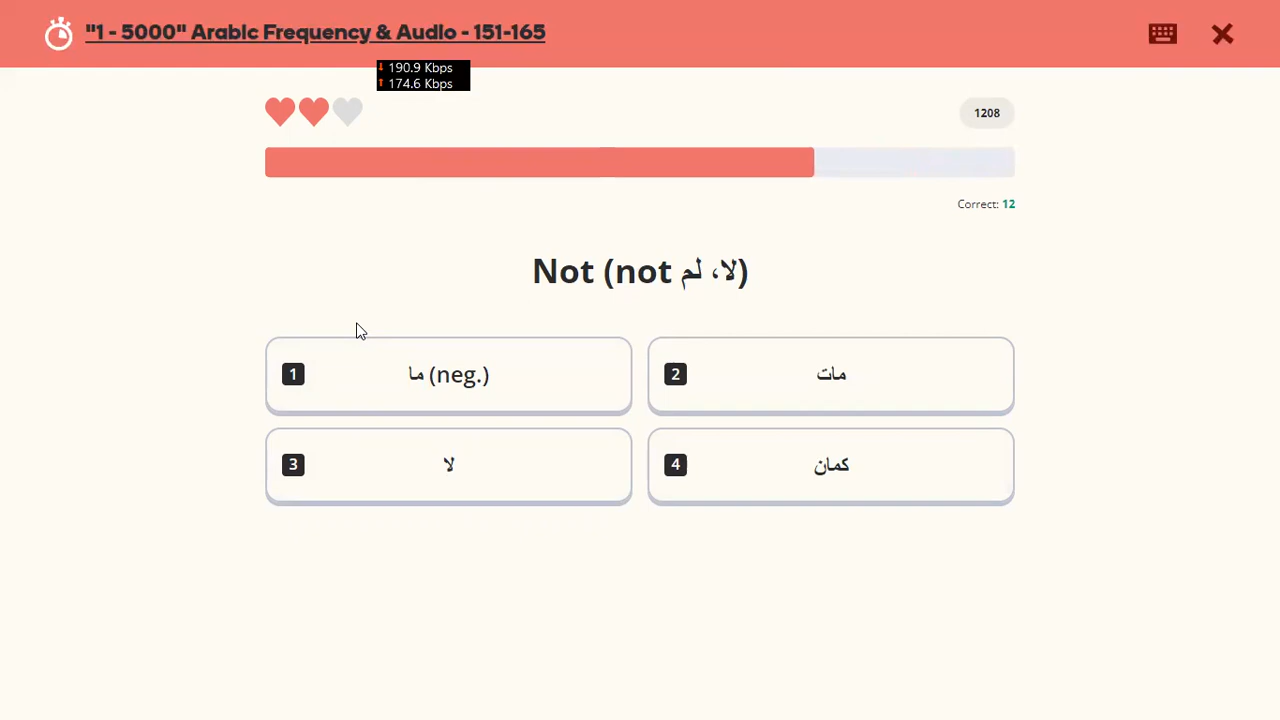 "1 - 5000" Arabic Frequency & Audio - 151-165
↓ 190.9 Kbps
↑ 174.6 Kbps
1208
Correct: 12
Not (not لا، لم)
1 ما (neg.)
2 مات
3 لا
4 كمان